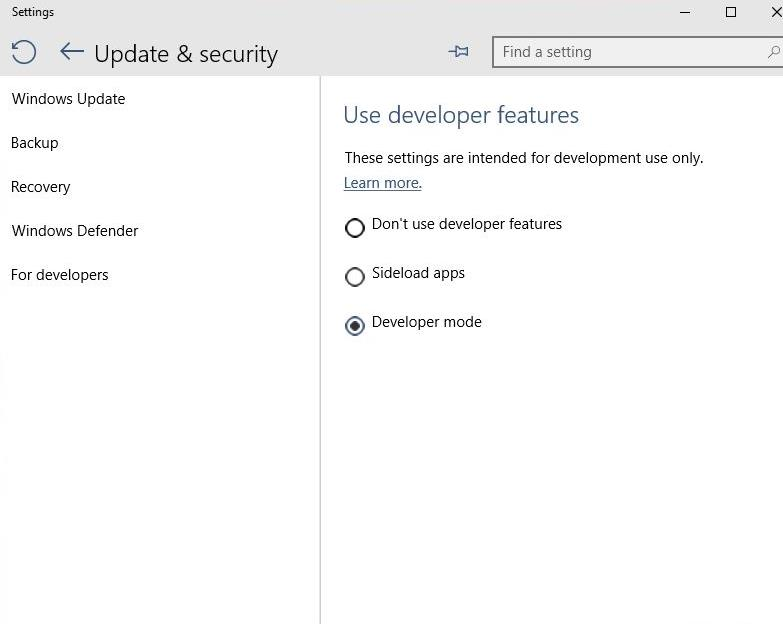 Settings
Update & security
Find a setting
Windows Update
Backup
Recovery
Windows Defender
For developers
Use developer features
These settings are intended for development use only.
Learn more.
Don't use developer features
Sideload apps
Developer mode